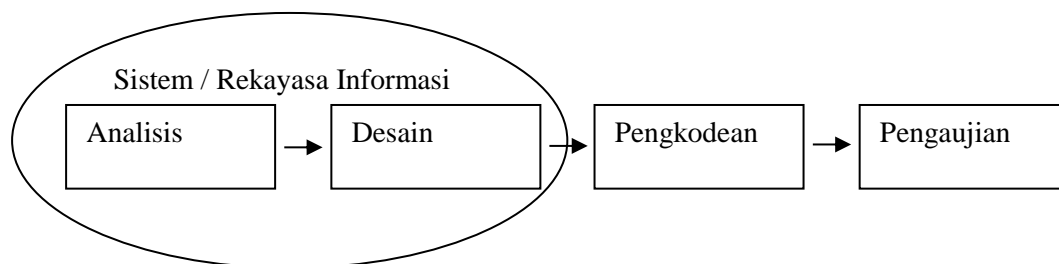 Sistem / Rekayasa Informasi
Analisis
Desain
Pengkodean
Pengaujian